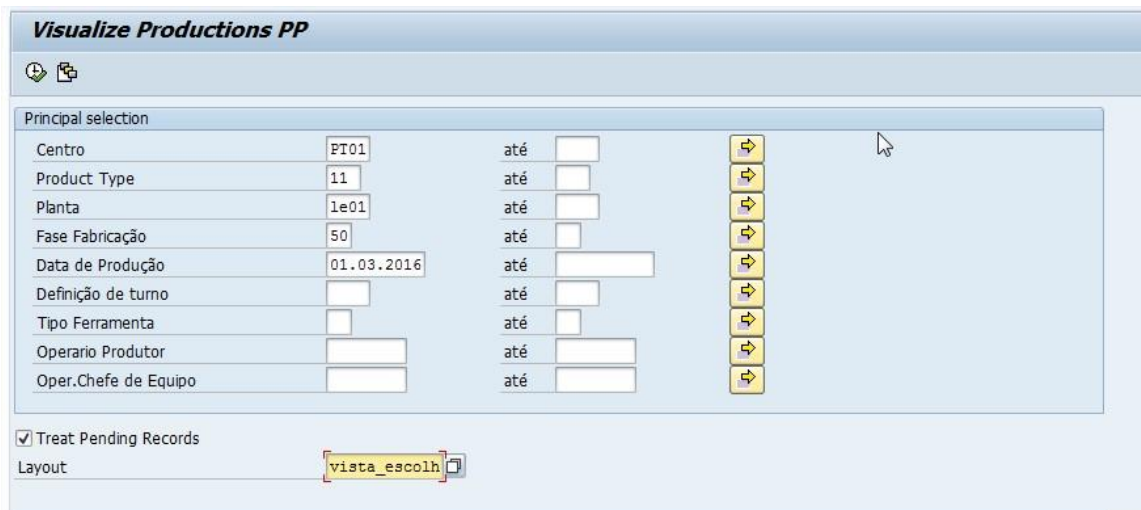 Visualize Productions PP
Principal selection
Centro PT01 até
Product Type 11 até
Planta le01 até
Fase Fabricação 50 até
Data de Produção 01.03.2016 até
Definição de turno até
Tipo Ferramenta até
Operario Produtor até
Oper.Chefe de Equipo até
Treat Pending Records
Layout vista_escolh